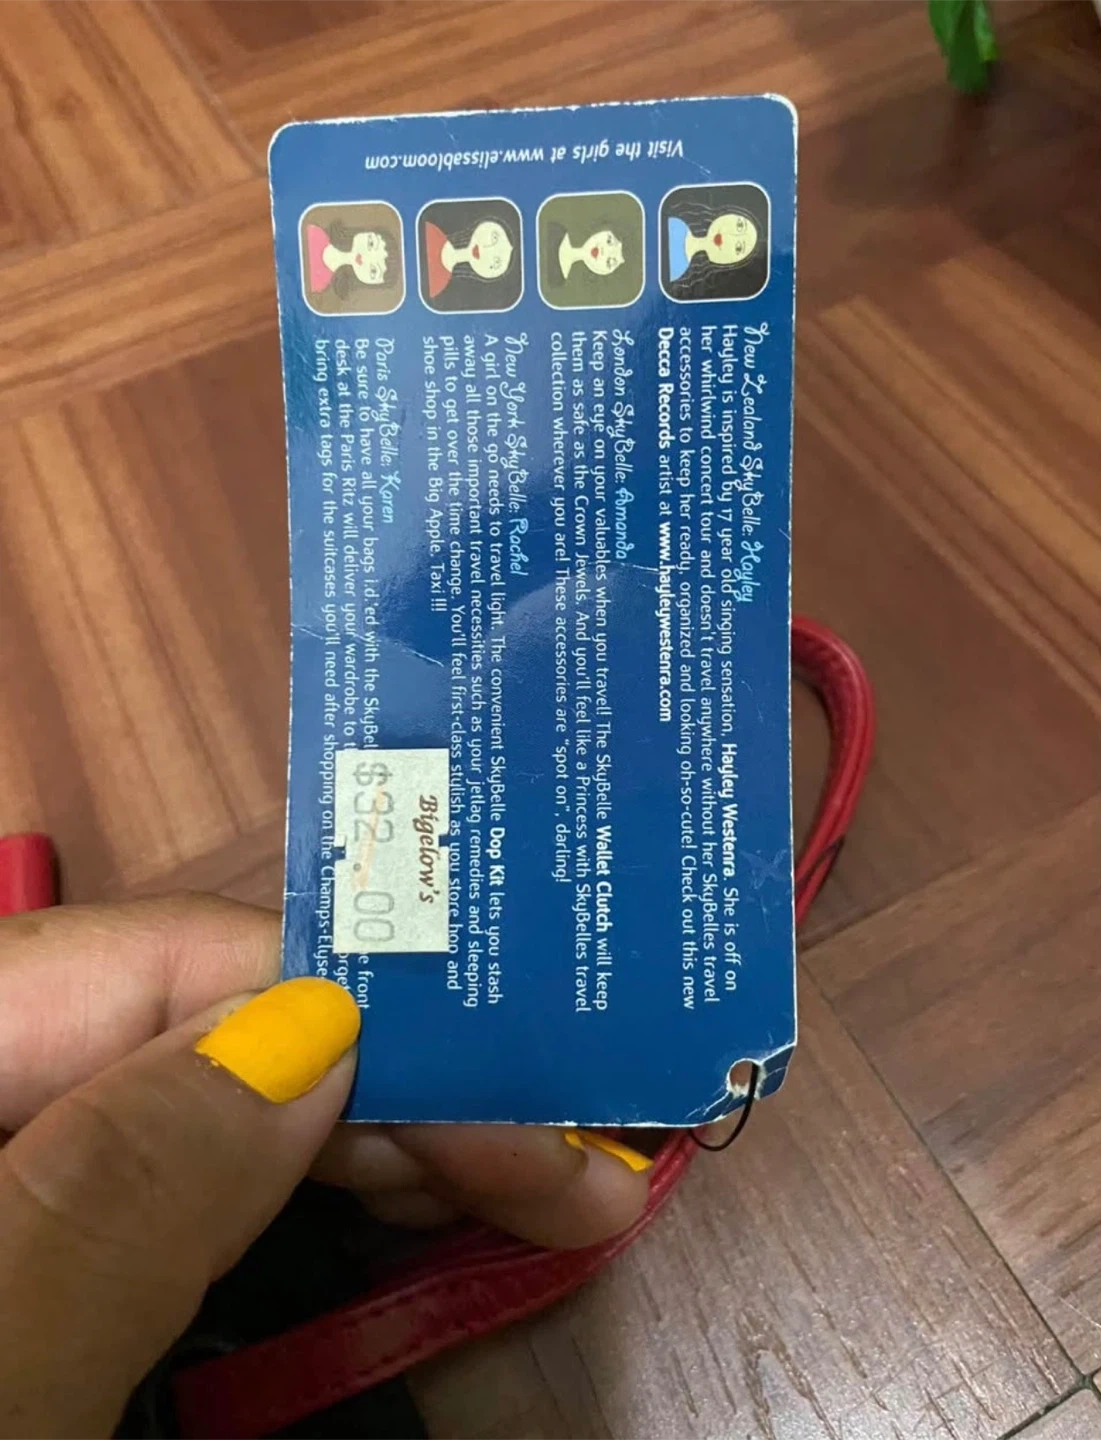 New Zealand SkyBelle: Hayley
Hayley is inspired by 17 year old singing sensation, Hayley Westenra. She is off on
her whirlwind concert tour and doesn't travel anywhere without her SkyBelles travel
accessories to keep her ready, organized and looking oh-so-cute! Check out this new
Decca Records artist at www.hayleywestenra.com
London SkyBelle: Amanda
Keep an eye on your valuables when you travel! The SkyBelle Wallet Clutch will keep
them as safe as the Crown Jewels. And you'll feel like a Princess with SkyBelles travel
collection wherever you are! These accessories are "spot on", darling!
New York SkyBelle: Rachel
A girl on the go needs to travel light. The convenient SkyBelle Dop Kit lets you stash
away all those important travel necessities such as your jetlag remedies and sleeping
pills to get over the time change. You'll feel first-class stylish as you store hop and
shoe shop in the Big Apple. Taxi!!!
Paris SkyBelle: Karen
Be sure to have all your bags i.d.'ed with the SkyBel e front
desk at the Paris Ritz will deliver your wardrobe to t orget
bring extra tags for the suitcases you'll need after shopping on the Champs-Elyse
Bigelow's
$32.00
Visit the girls at www.elissabloom.com